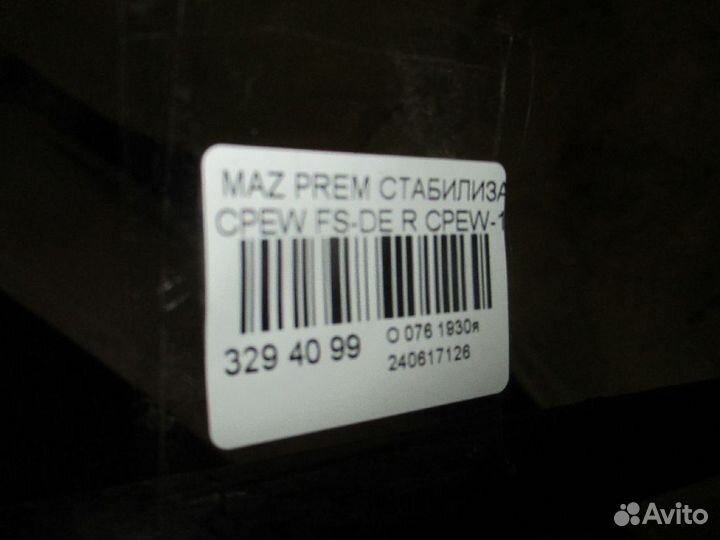 MAZ PREM СТАБИЛИЗА
CPEW FS-DE R CPEW-1
329 40 99
O 076 1930я
240617126
Avito